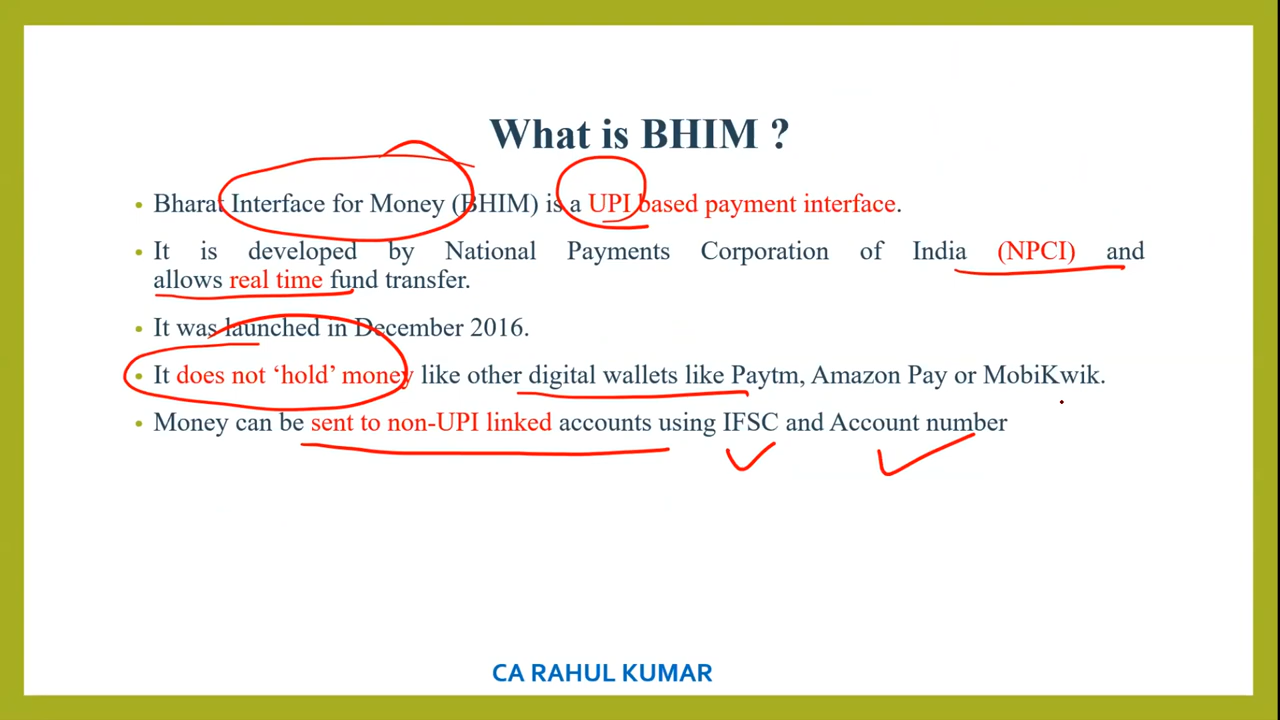 What is BHIM ?
• Bharat Interface for Money (BHIM) is a UPI based payment interface.
• It is developed by National Payments Corporation of India (NPCI) and
allows real time fund transfer.
• It was launched in December 2016.
• It does not ‘hold’ money like other digital wallets like Paytm, Amazon Pay or MobiKwik.
• Money can be sent to non-UPI linked accounts using IFSC and Account number
CA RAHUL KUMAR